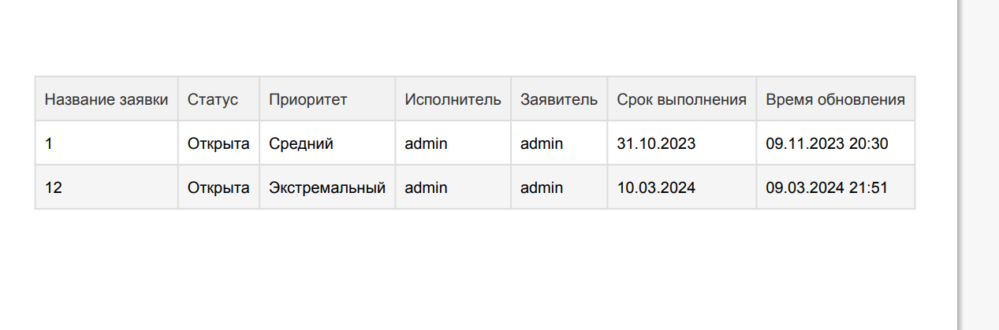 Название заявки Статус Приоритет Исполнитель Заявитель Срок выполнения Время обновления
1 Открыта Средний admin admin 31.10.2023 09.11.2023 20:30
12 Открыта Экстремальный admin admin 10.03.2024 09.03.2024 21:51